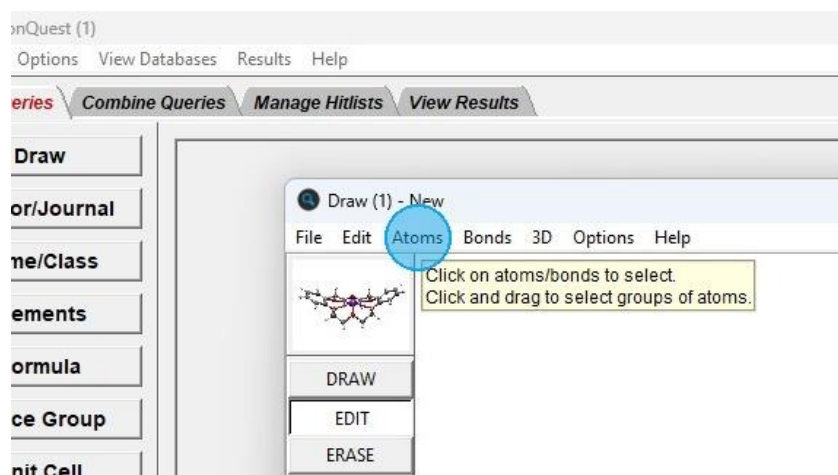 onQuest (1)
Options View Databases Results Help
eries Combine Queries Manage Hitlists View Results
Draw
or/Journal
me/Class
ements
ormula
ce Group
nit Cell
Draw (1) - New
File Edit Atoms Bonds 3D Options Help
Click on atoms/bonds to select.
Click and drag to select groups of atoms.
DRAW
EDIT
ERASE